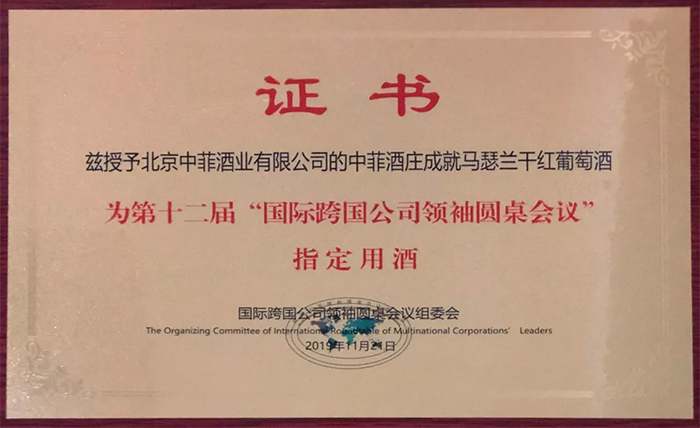 证书
兹授予北京中菲酒业有限公司的中菲酒庄成就马瑟兰干红葡萄酒
为第十二届“国际跨国公司领袖圆桌会议”
指定用酒
国际跨国公司领袖圆桌会议组委会
The Organizing Committee of International Roundtable of Multinational Corporations' Leaders
2019年11月21日